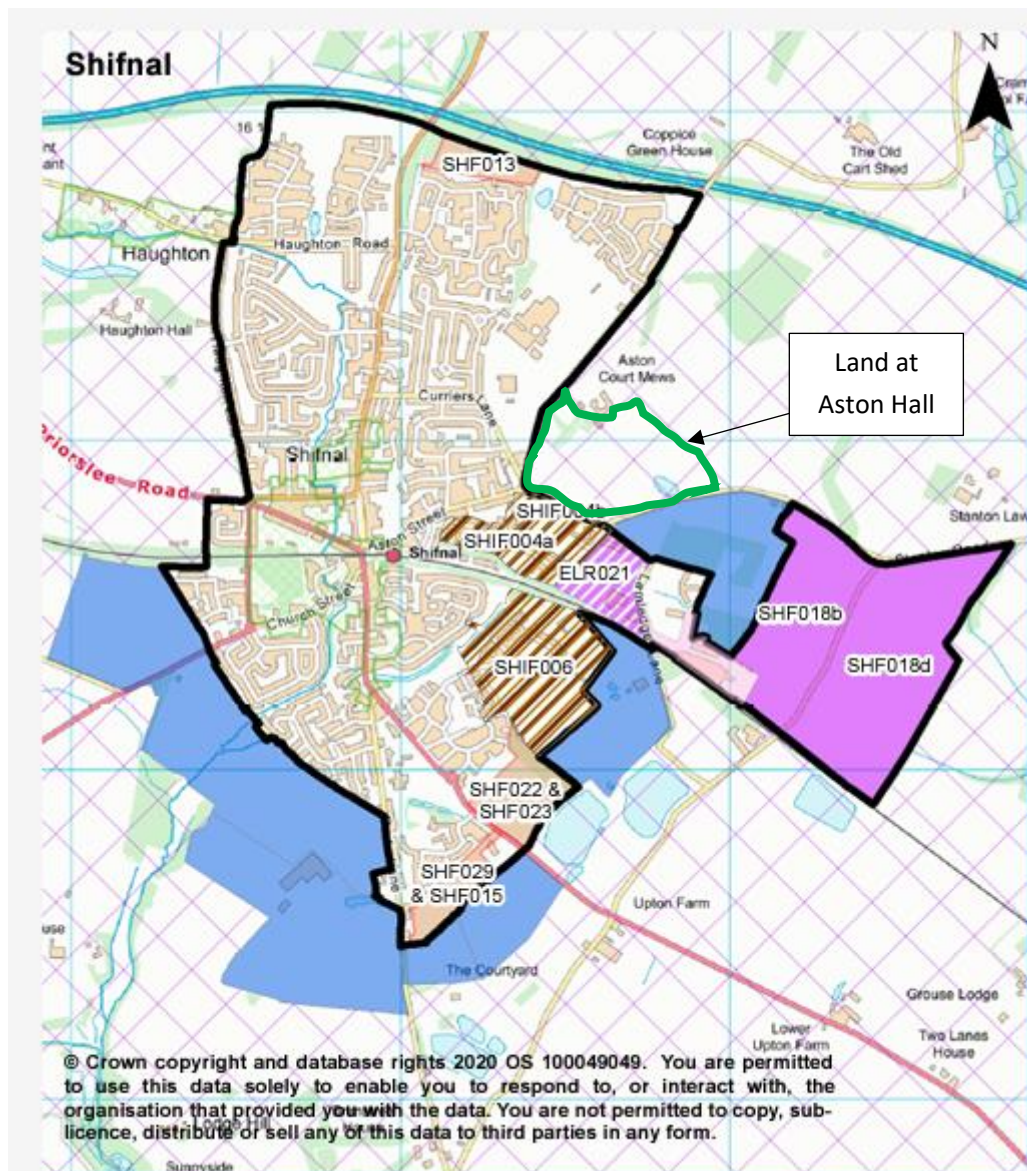 Shifnal
N
16 1
Coppice
Green House
The Old
Cart Shed
SHF013
Haughton
Haughton Road
Haughton Hall
Aston
Court Mews
Land at
Aston Hall
Curriers Lane
Shifnal
Priorslee Road
Aston Street
Shifnal
SHIF004a
ELR021
Stanton
SHF018b
SHF018d
Church Street
SHIF006
SHF022 &
SHF023
SHF029
& SHF015
Upton Farm
The Courtyard
Grouse Lodge
Lower
Upton Farm
Two Lanes
House
© Crown copyright and database rights 2020 OS 100049049. You are permitted
to use this data solely to enable you to respond to, or interact with, the
organisation that provided you with the data. You are not permitted to copy, sub-
licence, distribute or sell any of this data to third parties in any form.
Lodge Hill
Sunnyside